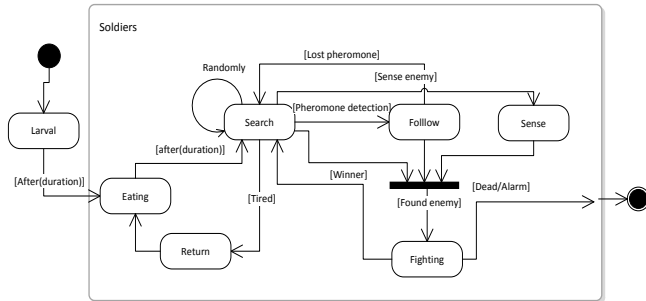 Soldiers
[Lost pheromone]
Randomly
[Sense enemy]
Search
[Pheromone detection]
Folllow
Sense
Larval
[after(duration)]
[After(duration)]
[Winner]
[Dead/Alarm]
Eating
[Tired]
[Found enemy]
Return
Fighting